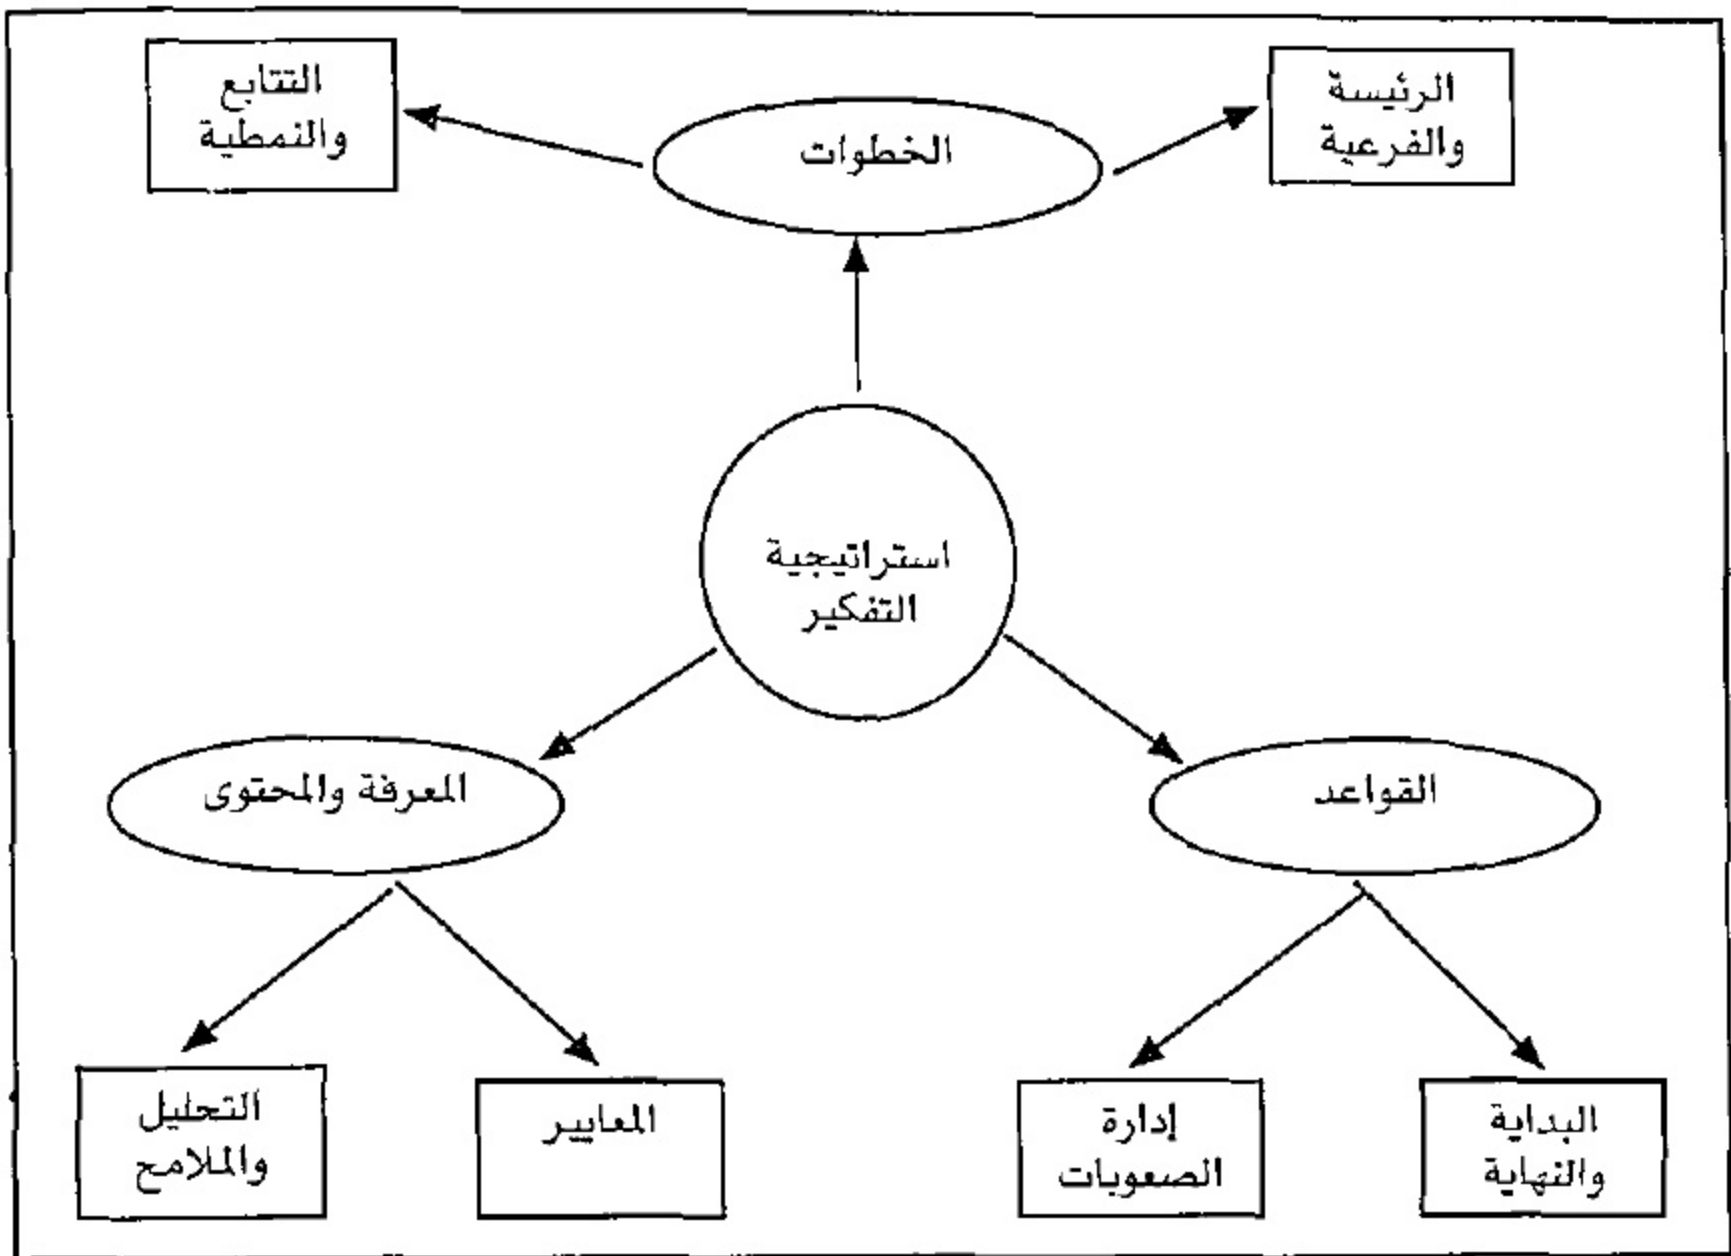 الرئيسة
والفرعية
الخطوات
التتابع
والنمطية
استراتيجية
التفكير
القواعد
المعرفة والمحتوى
البداية
والنهاية
إدارة
الصعوبات
المعايير
التحليل
والملامح